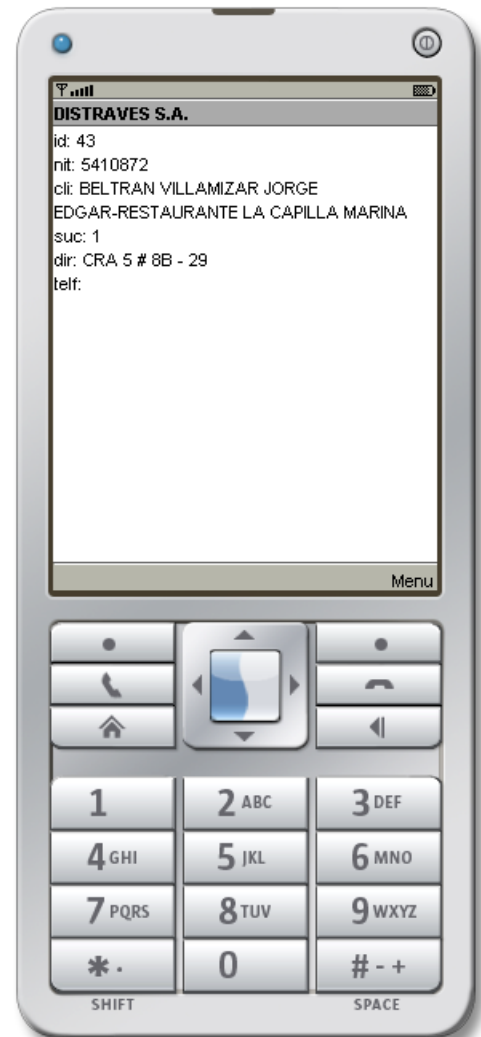 DISTRAVES S.A.
id: 43
nit: 5410872
cli: BELTRAN VILLAMIZAR JORGE
EDGAR-RESTAURANTE LA CAPILLA MARINA
suc: 1
dir: CRA 5 # 8B - 29
telf:
Menu
1
2 ABC
3 DEF
4 GHI
5 JKL
6 MNO
7 PQRS
8 TUV
9 WXYZ
* .
0
# - +
SHIFT
SPACE